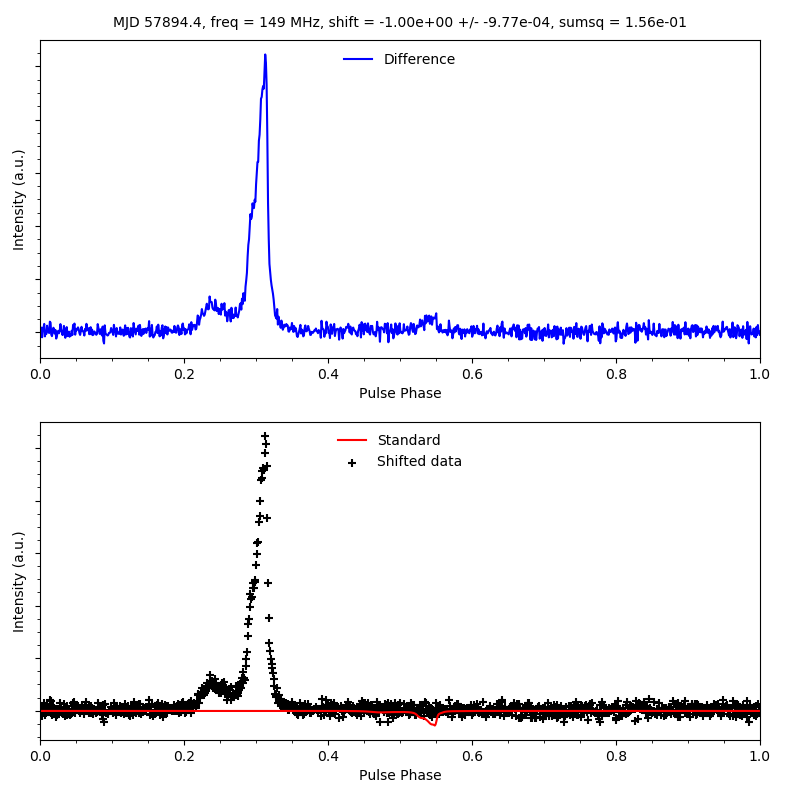 MJD 57894.4, freq = 149 MHz, shift = -1.00e+00 +/- -9.77e-04, sumsq = 1.56e-01
Difference
Intensity (a.u.)
0.0 0.2 0.4 0.6 0.8 1.0
Pulse Phase
Standard
Shifted data
Intensity (a.u.)
0.0 0.2 0.4 0.6 0.8 1.0
Pulse Phase